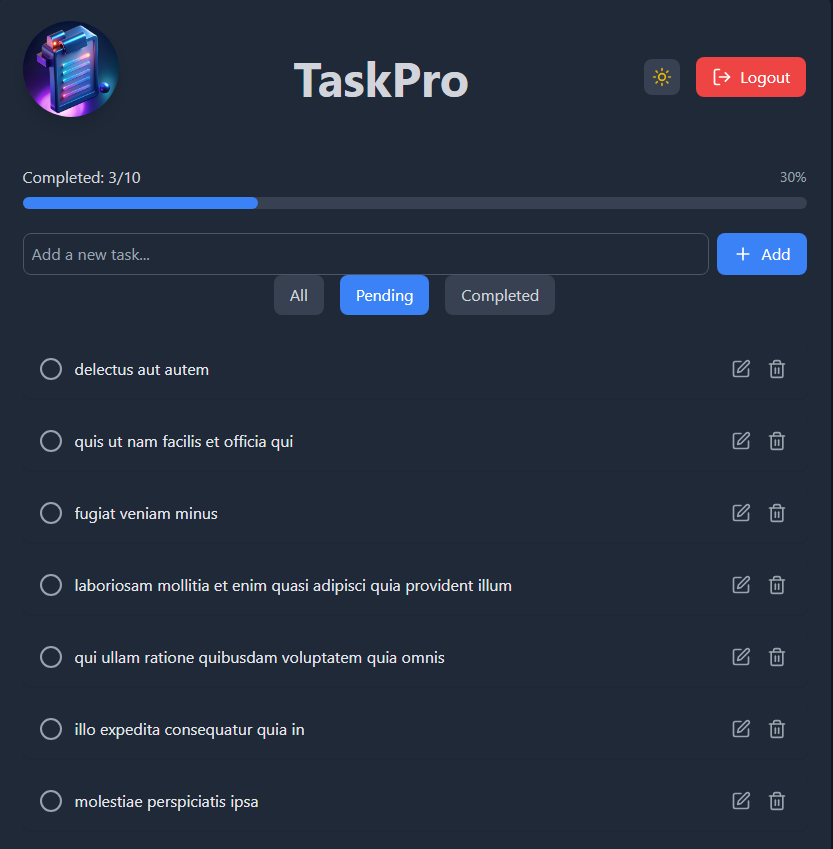 TaskPro
Logout
Completed: 3/10
30%
Add a new task...
Add
All
Pending
Completed
delectus aut autem
quis ut nam facilis et officia qui
fugiat veniam minus
laboriosam mollitia et enim quasi adipisci quia provident illum
qui ullam ratione quibusdam voluptatem quia omnis
illo expedita consequatur quia in
molestiae perspiciatis ipsa